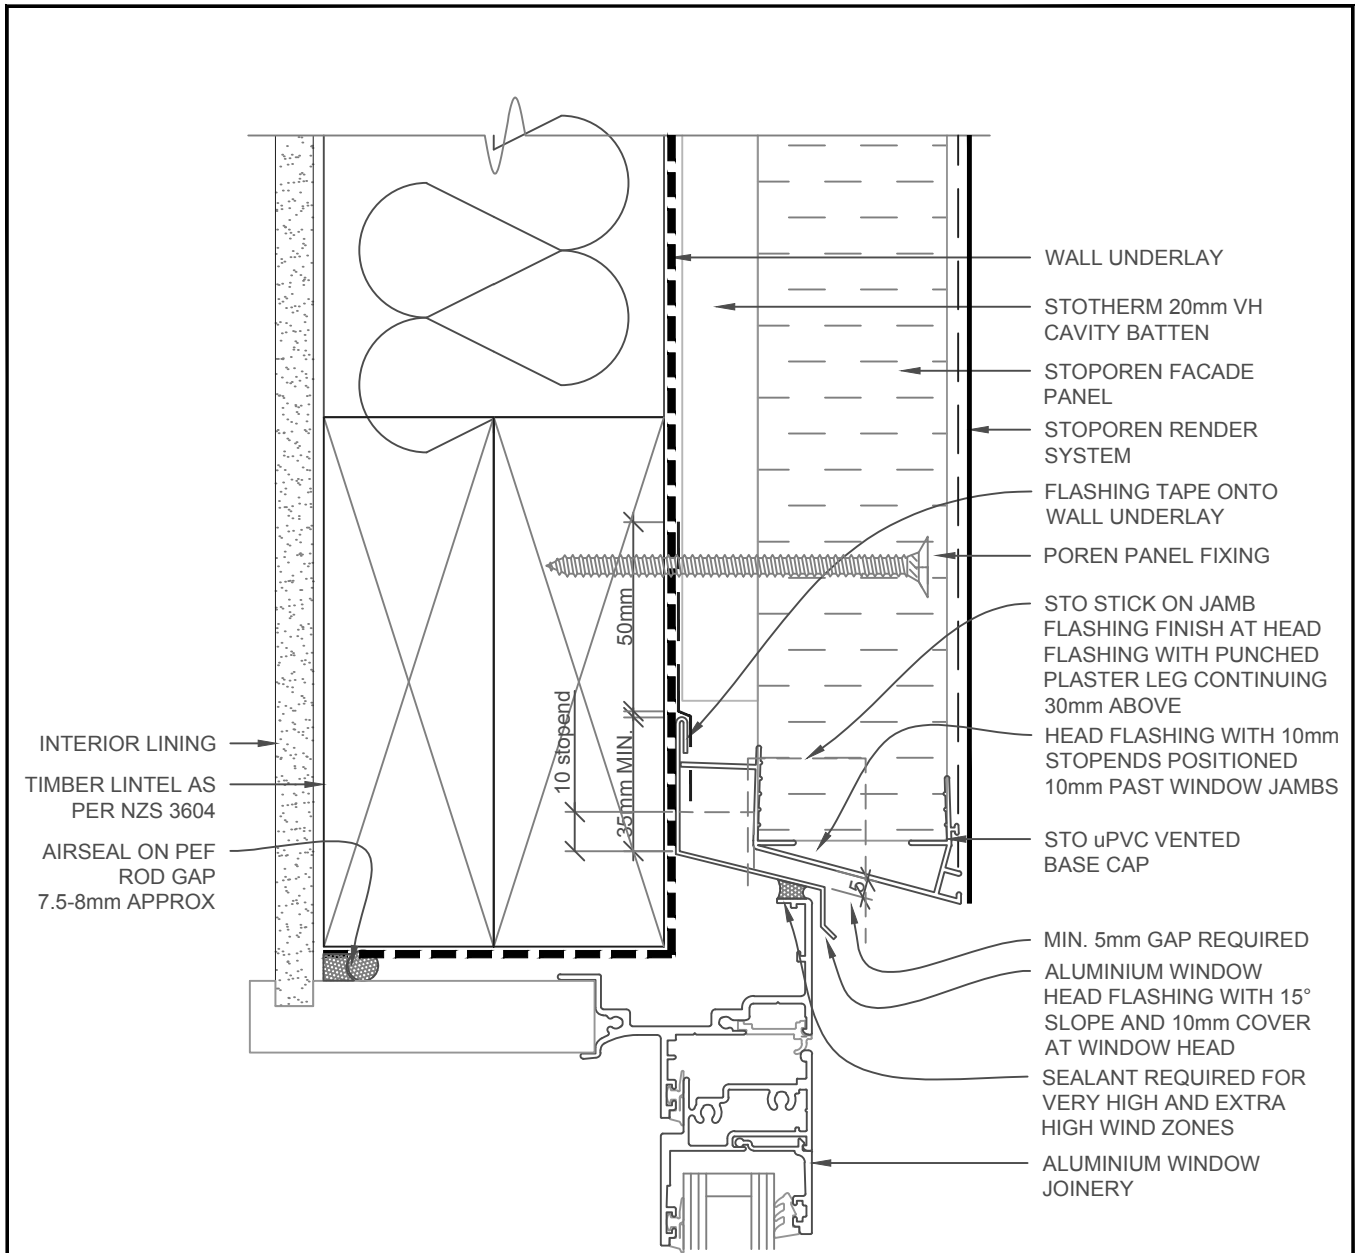 WALL UNDERLAY
STOTHERM 20mm VH
CAVITY BATTEN
STOPOREN FACADE
PANEL
STOPOREN RENDER
SYSTEM
FLASHING TAPE ONTO
WALL UNDERLAY
POREN PANEL FIXING
STO STICK ON JAMB
FLASHING FINISH AT HEAD
FLASHING WITH PUNCHED
PLASTER LEG CONTINUING
30mm ABOVE
HEAD FLASHING WITH 10mm
STOPENDS POSITIONED
10mm PAST WINDOW JAMBS
STO uPVC VENTED
BASE CAP
MIN. 5mm GAP REQUIRED
ALUMINIUM WINDOW
HEAD FLASHING WITH 15°
SLOPE AND 10mm COVER
AT WINDOW HEAD
SEALANT REQUIRED FOR
VERY HIGH AND EXTRA
HIGH WIND ZONES
ALUMINIUM WINDOW
JOINERY
INTERIOR LINING
TIMBER LINTEL AS
PER NZS 3604
AIRSEAL ON PEF
ROD GAP
7.5-8mm APPROX
50mm
10 stopend
35mm MIN.
5